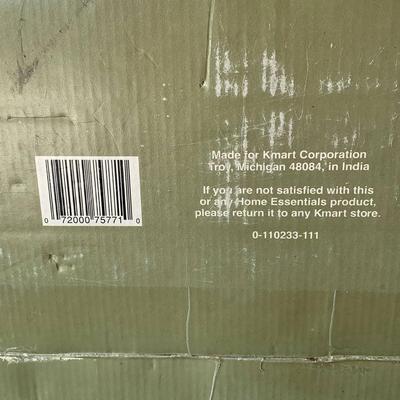 Made for Kmart Corporation
Troy, Michigan 48084, in India
If you are not satisfied with this
or any Home Essentials product,
please return it to any Kmart store.
0-110233-111
0 72000 75771 0